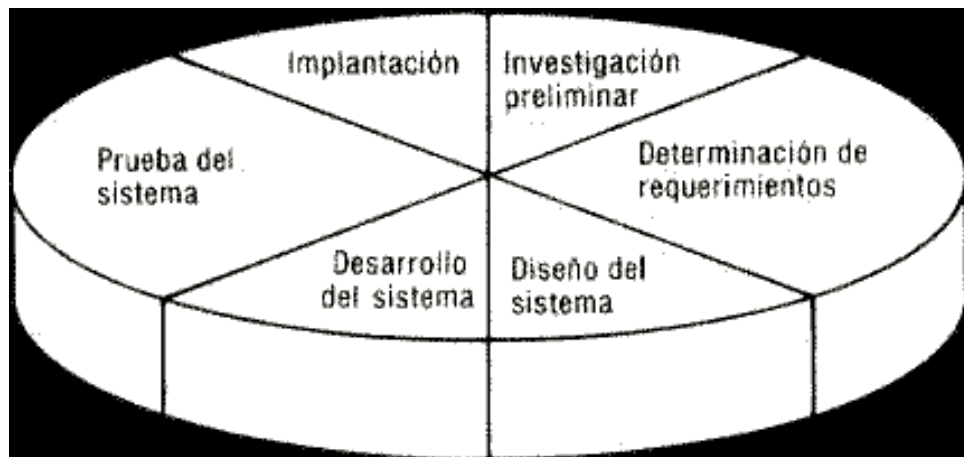 Implantación
Investigación
preliminar
Prueba del
sistema
Determinación de
requerimientos
Desarrollo
del sistema
Diseño del
sistema